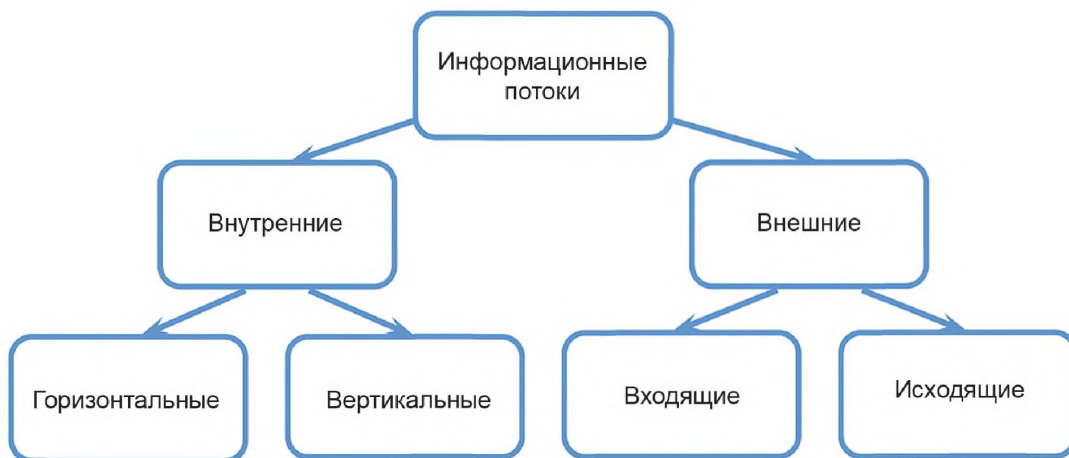 Информационные
потоки
Внутренние
Внешние
Горизонтальные
Вертикальные
Входящие
Исходящие